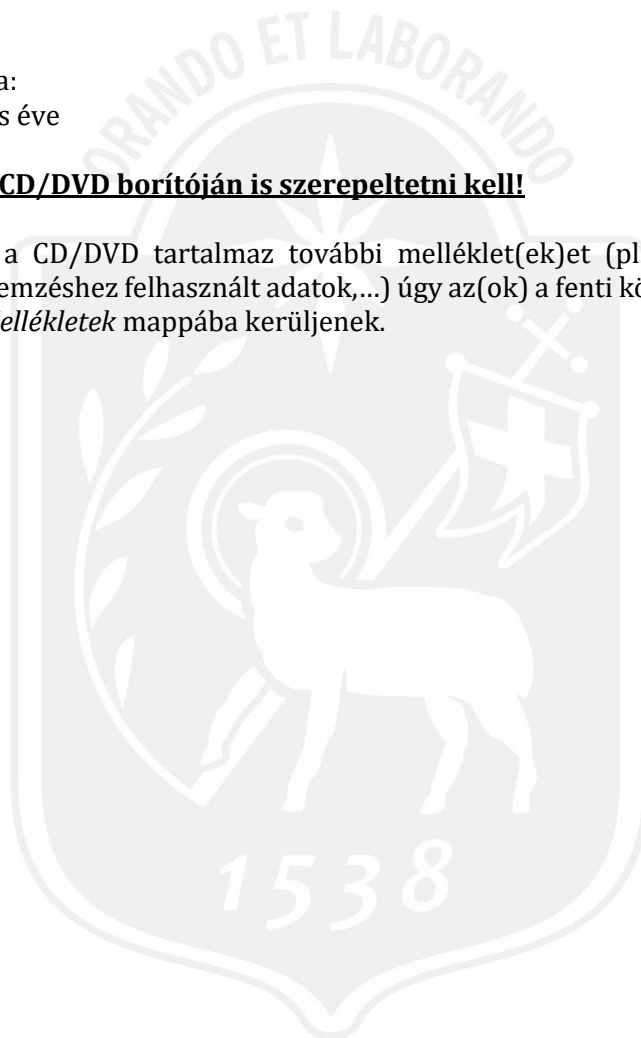 ORANDO ET LABORANDO
a:
s éve
CD/DVD borítóján is szerepeltetni kell!
a CD/DVD tartalmaz további melléklet(ek)et (pl
emzéshez felhasznált adatok,...) úgy az(ok) a fenti kö
ellékletek mappába kerüljenek.
1538